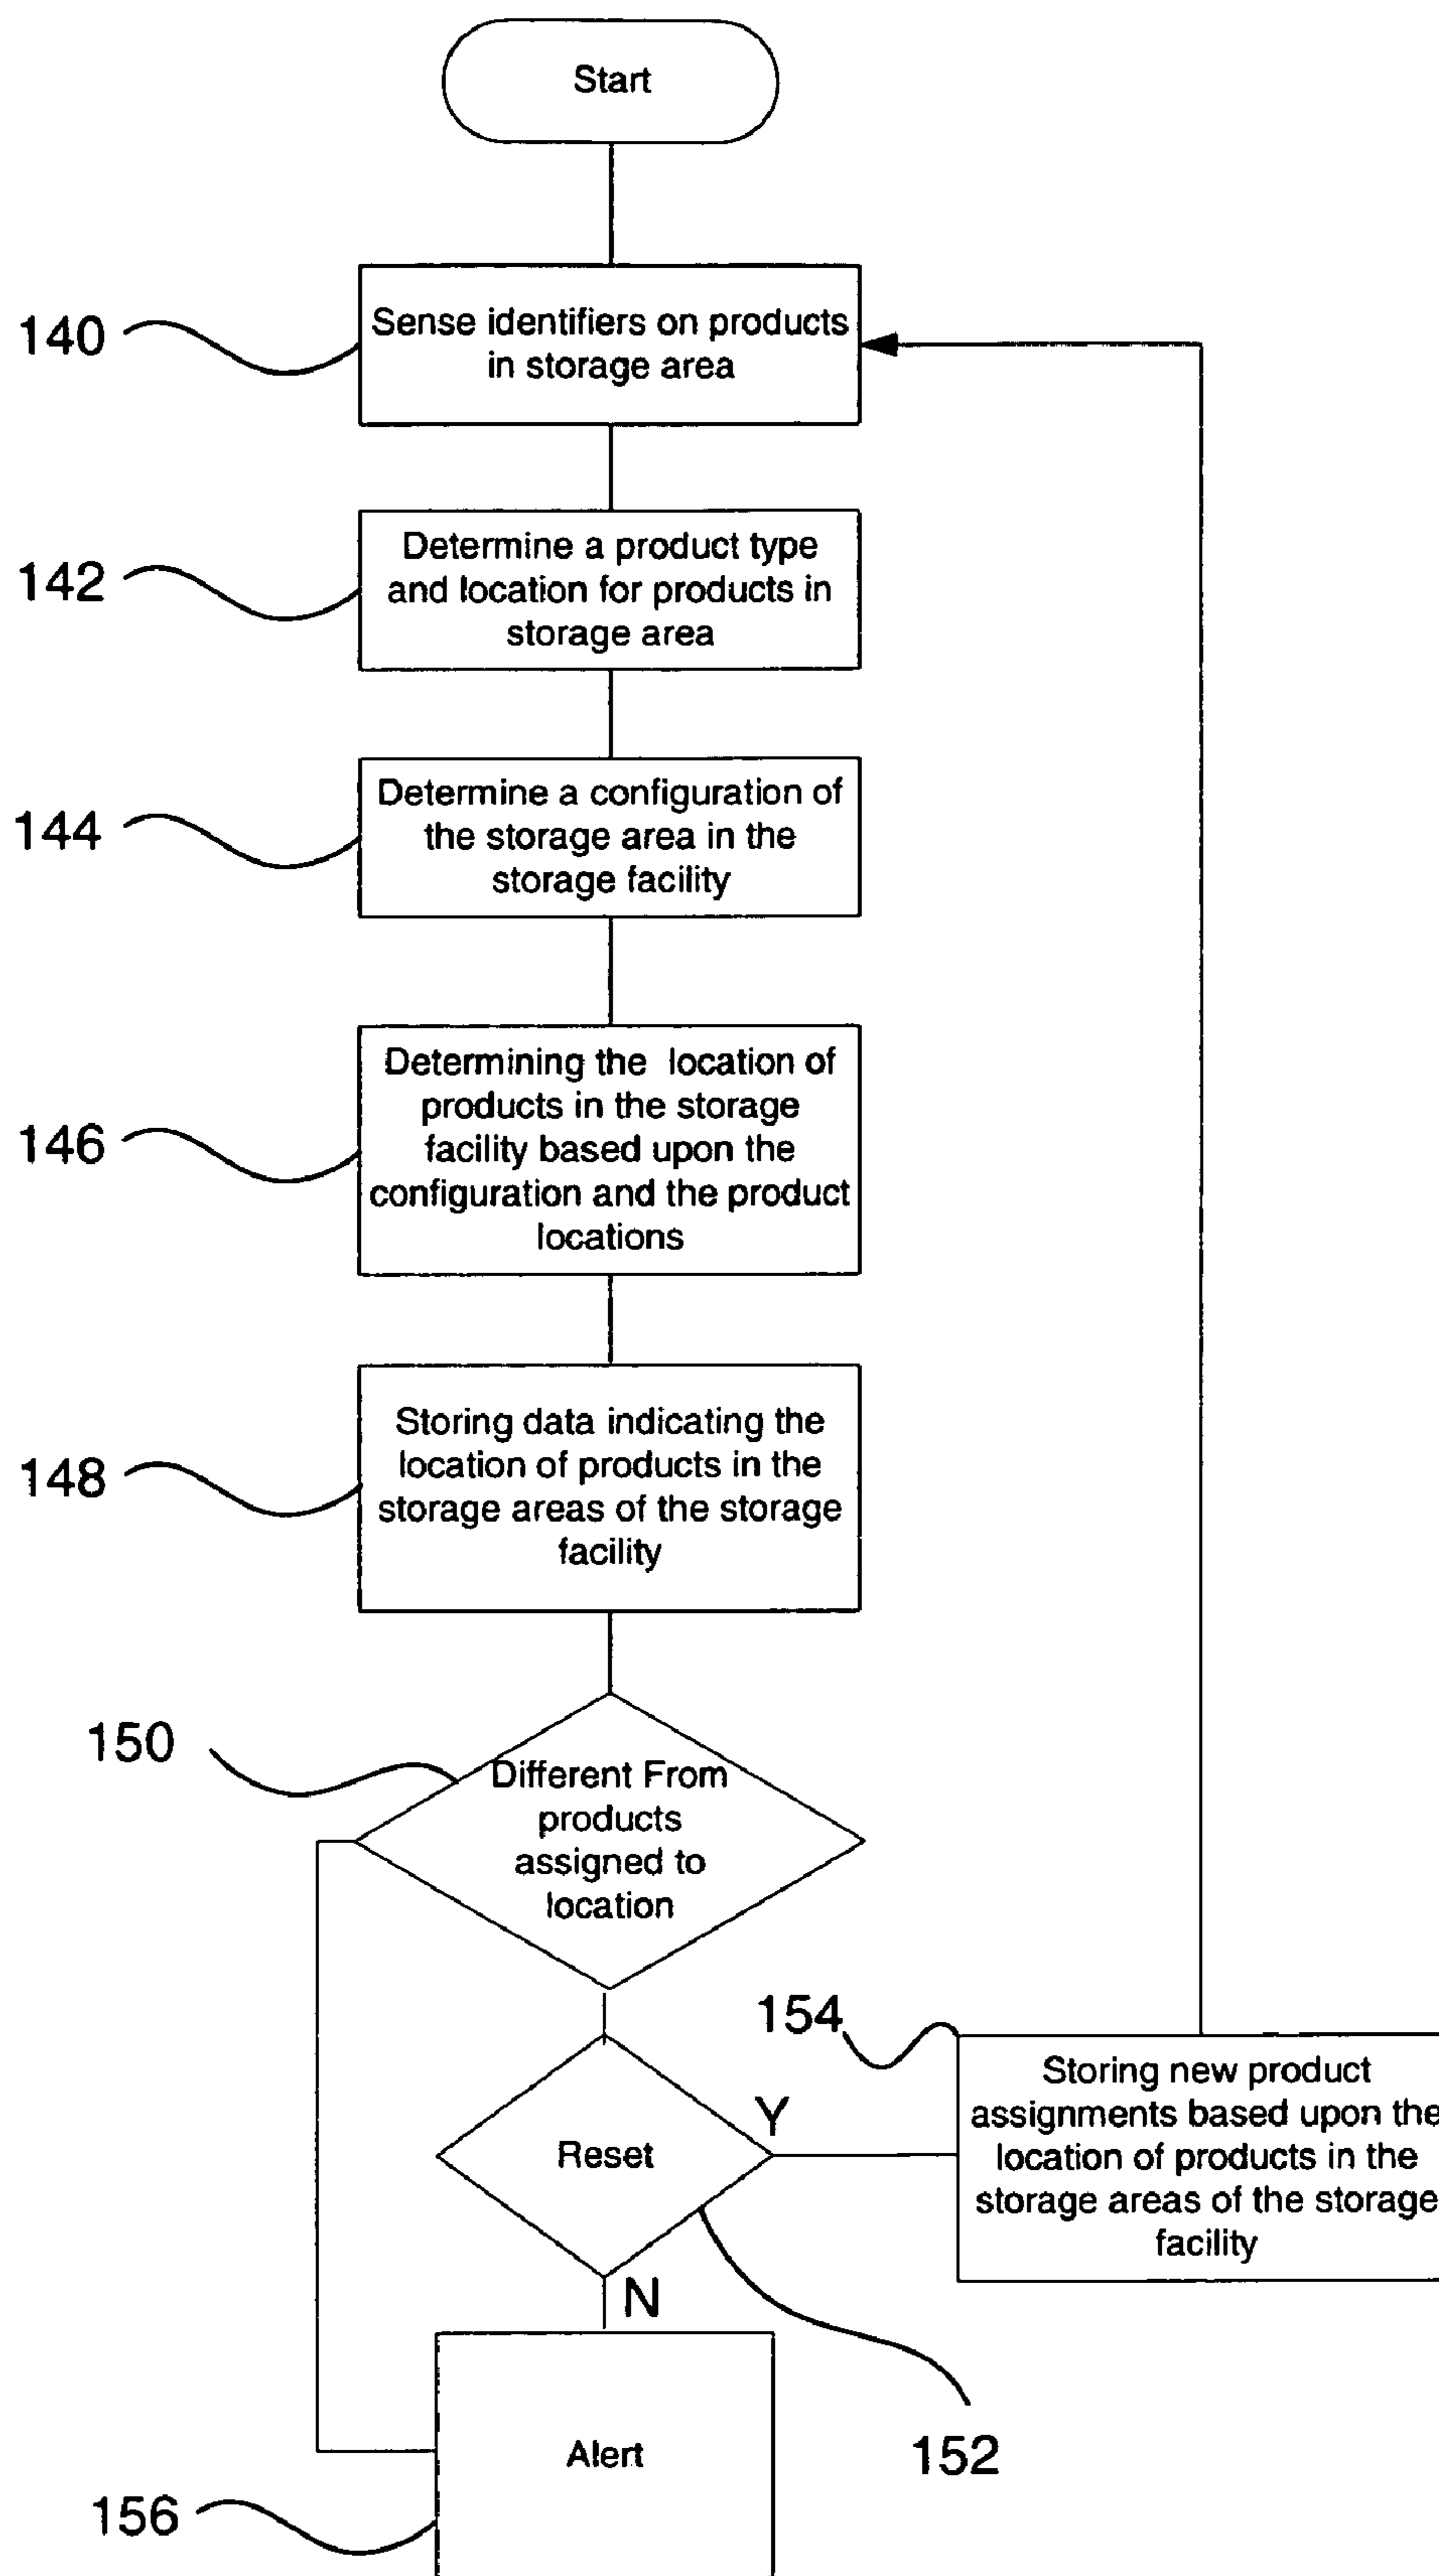 Start
140
Sense identifiers on products
in storage area
142
Determine a product type
and location for products in
storage area
144
Determine a configuration of
the storage area in the
storage facility
146
Determining the location of
products in the storage
facility based upon the
configuration and the product
locations
148
Storing data indicating the
location of products in the
storage areas of the storage
facility
150
Different From
products
assigned to
location
154
Storing new product
assignments based upon the
location of products in the
storage areas of the storage
facility
Y
Reset
N
152
Alert
156